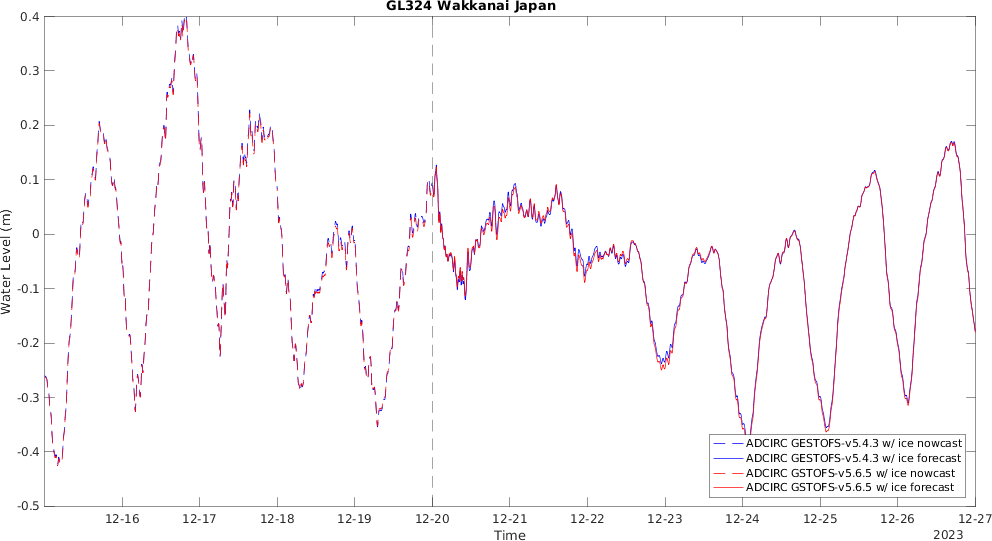 GL324 Wakkanai Japan
0.4
0.3
0.2
0.1
0
-0.1
-0.2
-0.3
-0.4
-0.5
Water Level (m)
ADCIRC GESTOFS-v5.4.3 w/ ice nowcast
ADCIRC GESTOFS-v5.4.3 w/ ice forecast
ADCIRC GSTOFS-v5.6.5 w/ ice nowcast
ADCIRC GSTOFS-v5.6.5 w/ ice forecast
12-16 12-17 12-18 12-19 12-20 12-21 12-22 12-23 12-24 12-25 12-26 12-27
Time
2023